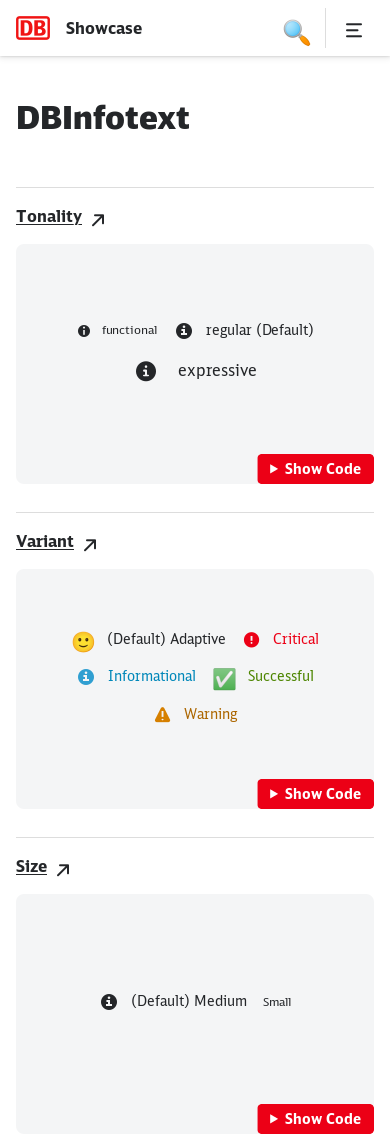 DB Showcase
DBInfotext
Tonality
functional regular (Default)
expressive
Show Code
Variant
(Default) Adaptive Critical
Informational Successful
Warning
Show Code
Size
(Default) Medium Small
Show Code